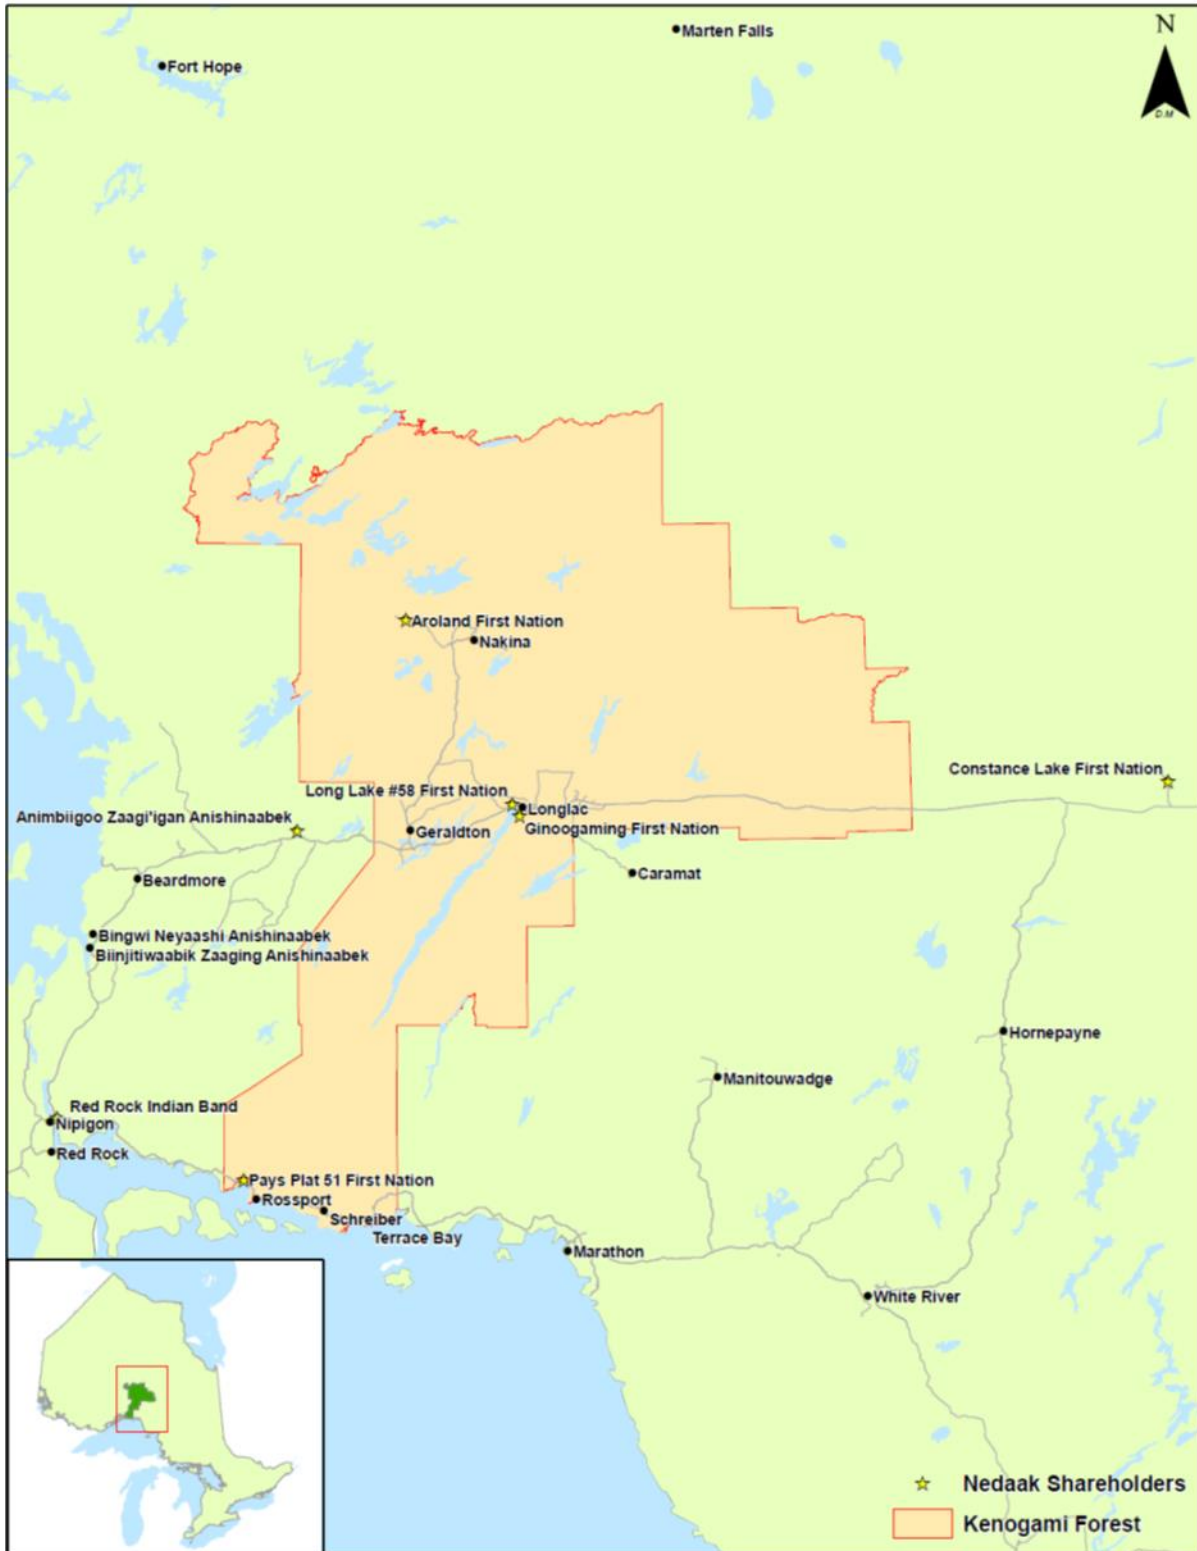 Marten Falls
N
D.M
Fort Hope
Aroland First Nation
Nakina
Constance Lake First Nation
Long Lake #58 First Nation
Longlac
Animbiigoo Zaagi'igan Anishinaabek
Geraldton
Ginoogaming First Nation
Caramat
Beardmore
Bingwi Neyaashi Anishinaabek
Biinjitiwaabik Zaaging Anishinaabek
Hornepayne
Manitouwadge
Red Rock Indian Band
Nipigon
Red Rock
Pays Plat 51 First Nation
Rossport
Schreiber
Terrace Bay
Marathon
White River
Nedaak Shareholders
Kenogami Forest